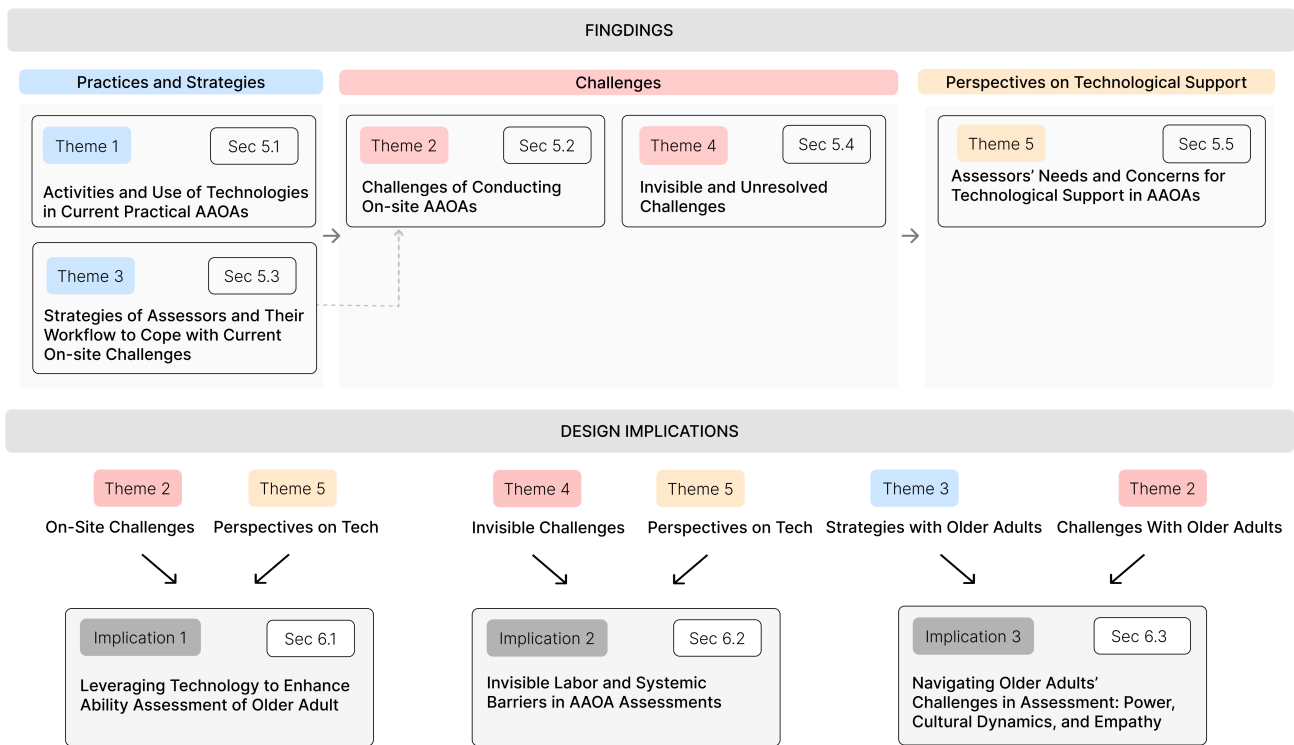 FINGDINGS
Practices and Strategies
Challenges
Perspectives on Technological Support
Theme 1
Sec 5.1
Activities and Use of Technologies
in Current Practical AAOAs
Theme 3
Sec 5.3
Strategies of Assessors and Their
Workflow to Cope with Current
On-site Challenges
Theme 2
Sec 5.2
Challenges of Conducting
On-site AAOAs
Theme 4
Sec 5.4
Invisible and Unresolved
Challenges
Theme 5
Sec 5.5
Assessors’ Needs and Concerns for
Technological Support in AAOAs
DESIGN IMPLICATIONS
Theme 2
On-Site Challenges
Theme 5
Perspectives on Tech
Implication 1
Sec 6.1
Leveraging Technology to Enhance
Ability Assessment of Older Adult
Theme 4
Invisible Challenges
Theme 5
Perspectives on Tech
Implication 2
Sec 6.2
Invisible Labor and Systemic
Barriers in AAOA Assessments
Theme 3
Strategies with Older Adults
Theme 2
Challenges With Older Adults
Implication 3
Sec 6.3
Navigating Older Adults’
Challenges in Assessment: Power,
Cultural Dynamics, and Empathy